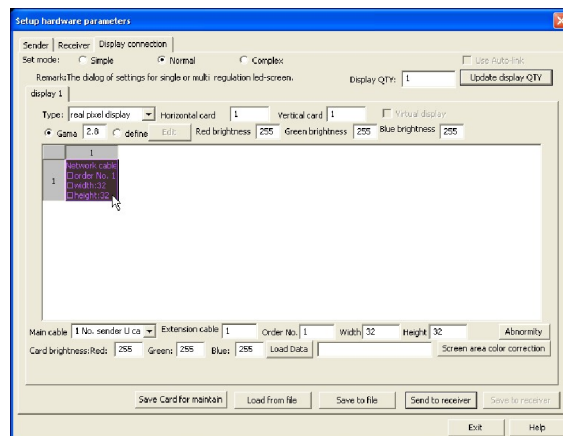 Setup hardware parameters
Sender Receiver Display connection
Set mode: Simple Normal Complex Use Auto-link
Remark:The dialog of settings for single or multi regulation led-screen. Display QTY: 1 Update display QTY
display 1
Type: real pixel display Horizontal card 1 Vertical card 1 Virtual display
Gama 2.8 define Edit Red brightness 255 Green brightness 255 Blue brightness 255
1
1
Network cable
order No. 1
width:32
height:32
Main cable 1 No. sender U ca Extension cable 1 Order No. 1 Width 32 Height 32 Abnormity
Card brightness:Red: 255 Green: 255 Blue: 255 Load Data Screen area color correction
Save Card for maintain Load from file Save to file Send to receiver Save to receiver
Exit Help